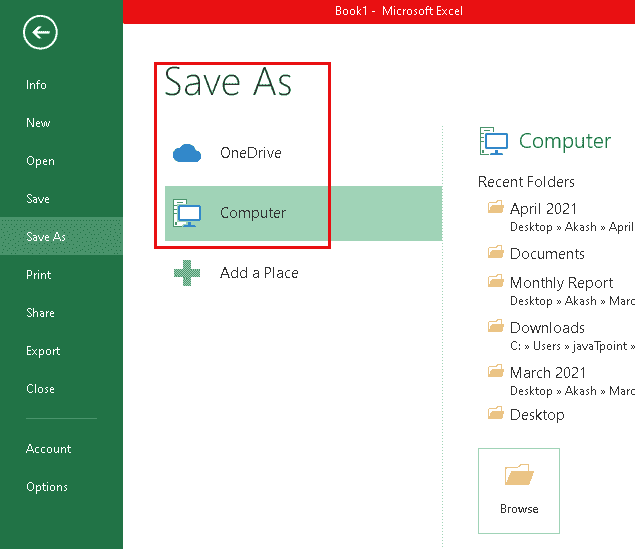 Book1 - Microsoft Excel
Info
New
Open
Save
Save As
Print
Share
Export
Close
Account
Options
Save As
OneDrive
Computer
Add a Place
Computer
Recent Folders
April 2021
Desktop » Akash » April
Documents
Monthly Report
Desktop » Akash » Marc
Downloads
C: » Users » javaTpoint »
March 2021
Desktop » Akash » Marc
Desktop
Browse